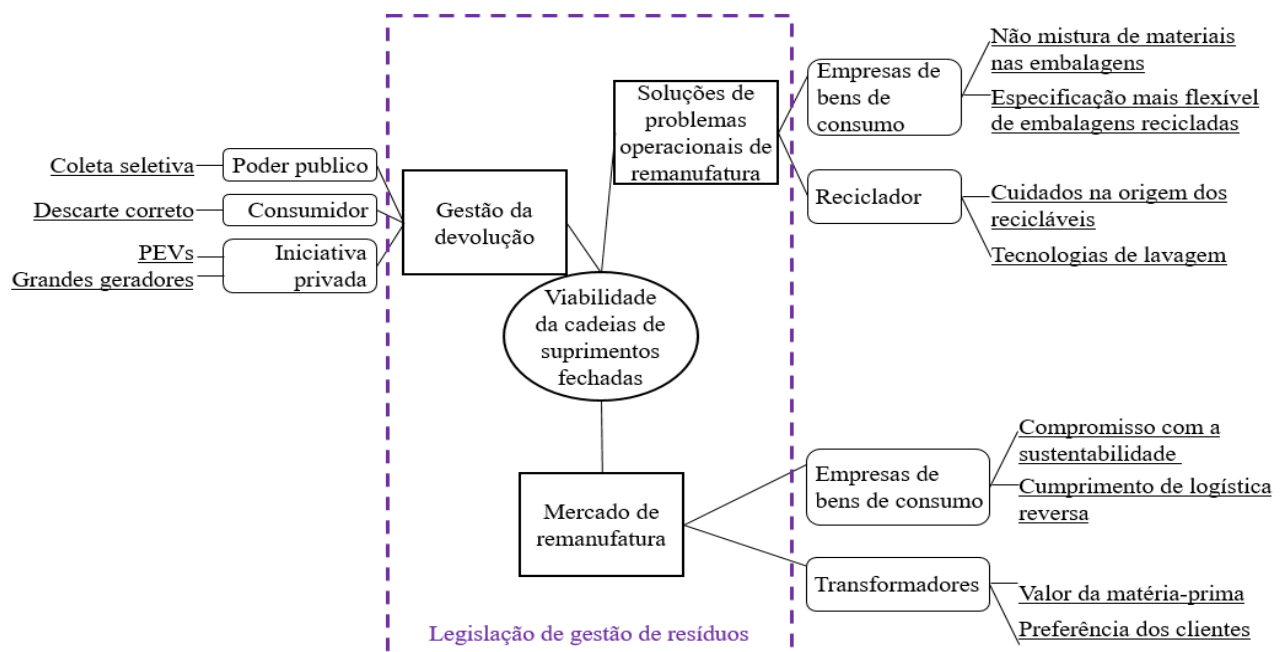 Coleta seletiva
Poder publico
Descarte correto
Consumidor
PEVs
Grandes geradores
Iniciativa
privada
Gestão da
devolução
Soluções de
problemas
operacionais de
remanufatura
Empresas de
bens de
consumo
Não mistura de materiais
nas embalagens
Especificação mais flexível
de embalagens recicladas
Reciclador
Cuidados na origem dos
recicláveis
Tecnologias de lavagem
Viabilidade
da cadeias de
suprimentos
fechadas
Mercado de
remanufatura
Empresas de
bens de consumo
Compromisso com a
sustentabilidade
Cumprimento de logística
reversa
Transformadores
Valor da matéria-prima
Preferência dos clientes
Legislação de gestão de resíduos